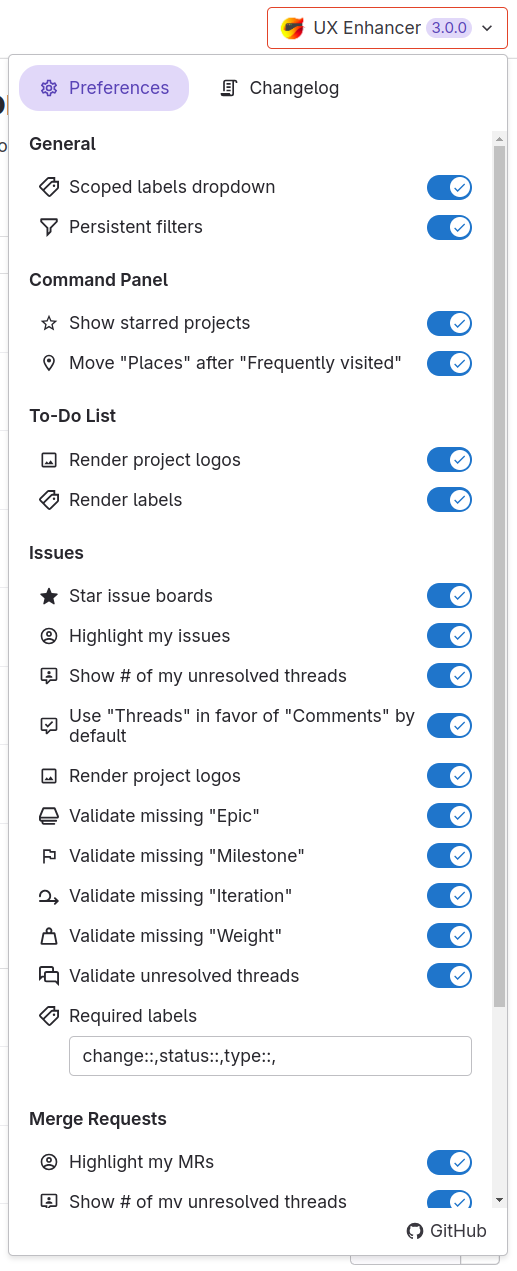 UX Enhancer 3.0.0
Preferences
Changelog
General
Scoped labels dropdown
Persistent filters
Command Panel
Show starred projects
Move "Places" after "Frequently visited"
To-Do List
Render project logos
Render labels
Issues
Star issue boards
Highlight my issues
Show # of my unresolved threads
Use "Threads" in favor of "Comments" by
default
Render project logos
Validate missing "Epic"
Validate missing "Milestone"
Validate missing "Iteration"
Validate missing "Weight"
Validate unresolved threads
Required labels
change::,status::,type::,
Merge Requests
Highlight my MRs
Show # of my unresolved threads
GitHub